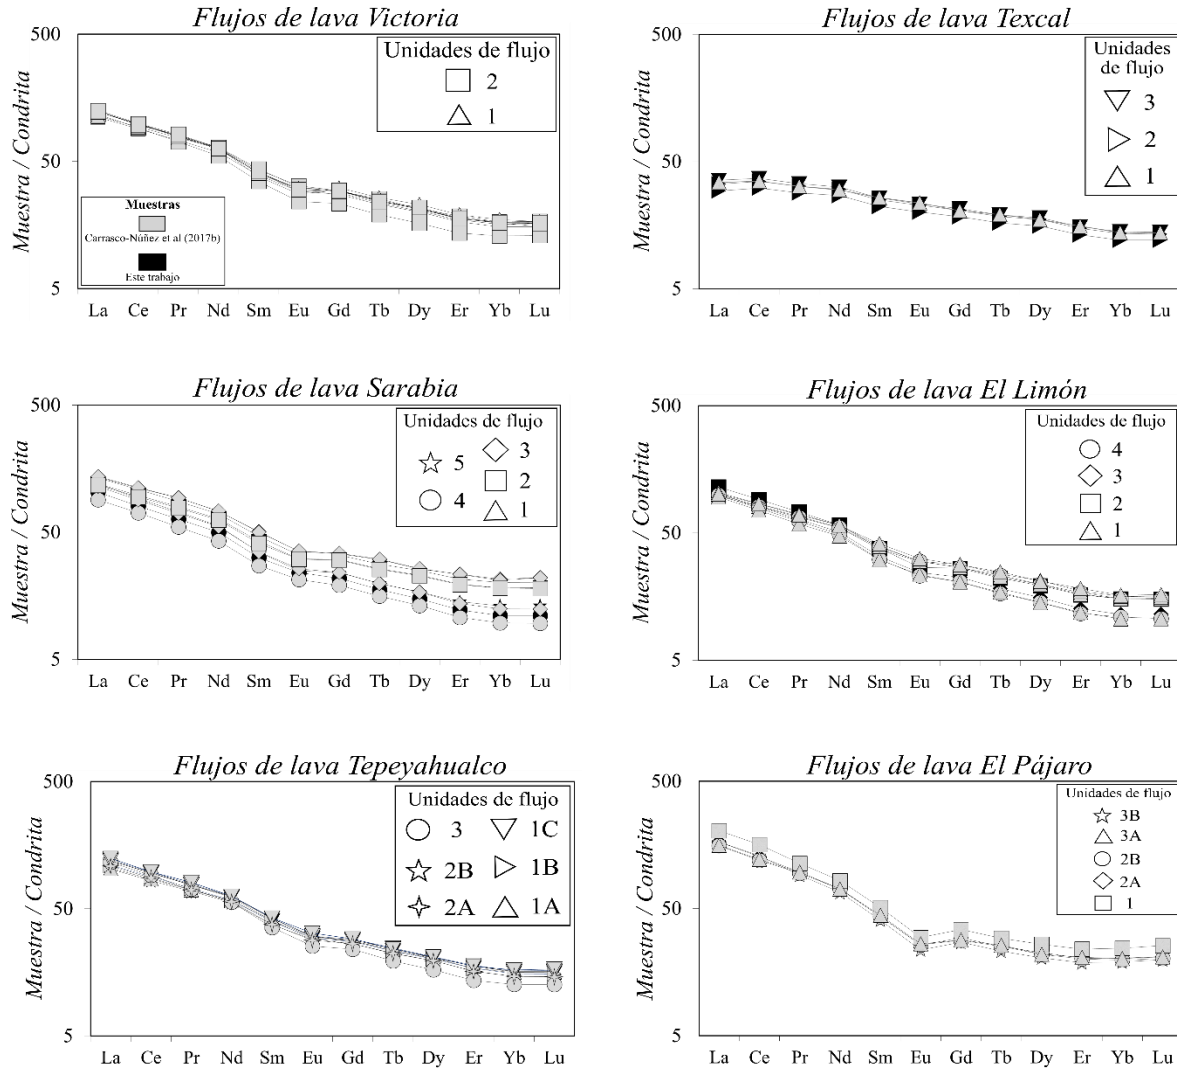 Flujos de lava Victoria
500
50
5
Muestra / Condrita
Unidades de flujo
2
1
Muestras
Carrasco-Núñez et al (2017b)
Este trabajo
La Ce Pr Nd Sm Eu Gd Tb Dy Er Yb Lu
Flujos de lava Texcal
500
50
5
Muestra / Condrita
Unidades
de flujo
3
2
1
La Ce Pr Nd Sm Eu Gd Tb Dy Er Yb Lu
Flujos de lava Sarabia
500
50
5
Muestra / Condrita
Unidades de flujo
5 3
4 2
1
La Ce Pr Nd Sm Eu Gd Tb Dy Er Yb Lu
Flujos de lava El Limón
500
50
5
Muestra / Condrita
Unidades de flujo
4
3
2
1
La Ce Pr Nd Sm Eu Gd Tb Dy Er Yb Lu
Flujos de lava Tepeyahualco
500
50
5
Muestra / Condrita
Unidades de flujo
3 1C
2B 1B
2A 1A
La Ce Pr Nd Sm Eu Gd Tb Dy Er Yb Lu
Flujos de lava El Pájaro
500
50
5
Muestra / Condrita
Unidades de flujo
3B
3A
2B
2A
1
La Ce Pr Nd Sm Eu Gd Tb Dy Er Yb Lu